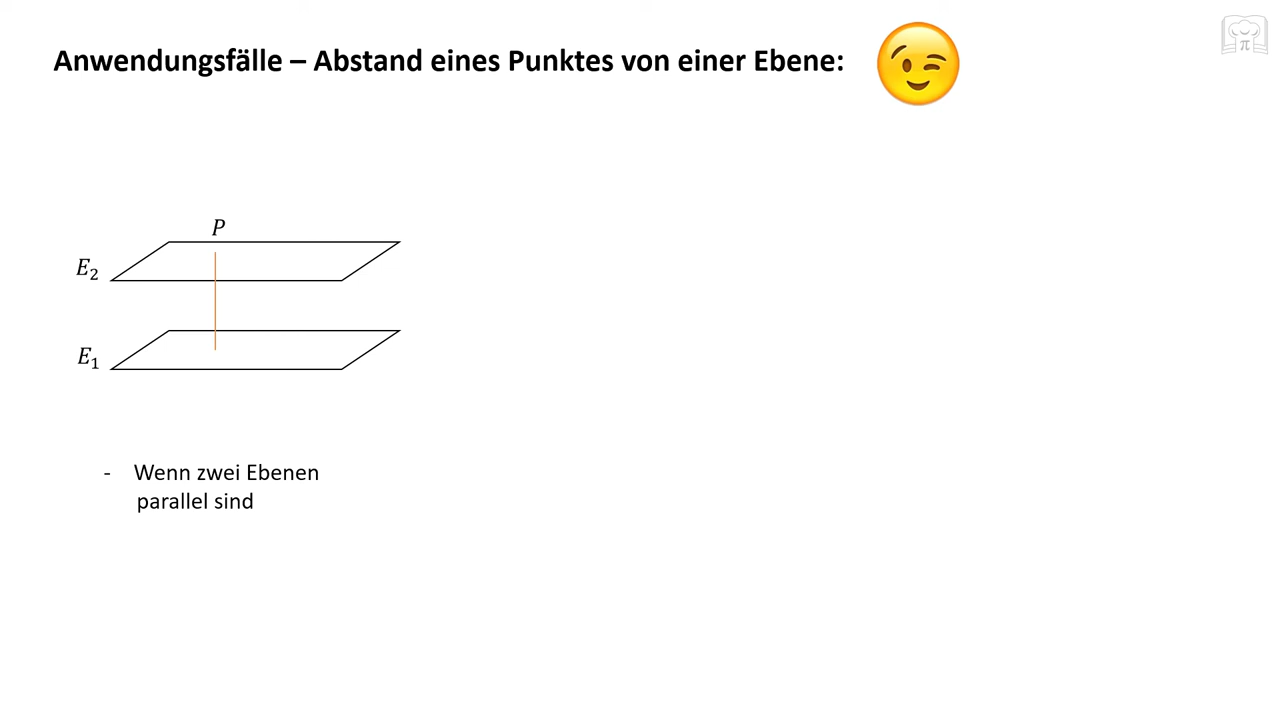 Anwendungsfälle – Abstand eines Punktes von einer Ebene:
P
E₂
E₁
- Wenn zwei Ebenen
parallel sind
π